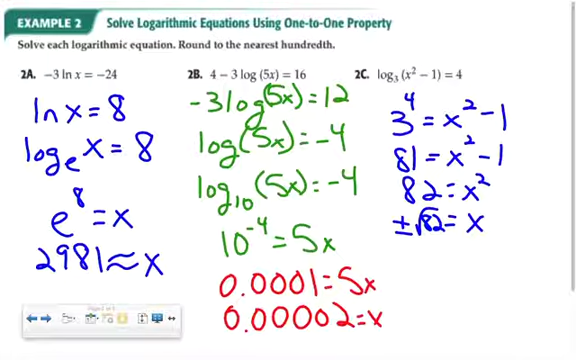 EXAMPLE 2 Solve Logarithmic Equations Using One-to-One Property
Solve each logarithmic equation. Round to the nearest hundredth.
2A. −3 ln x = −24
ln x = 8
logₑ x = 8
e⁸ = x
2981 ≈ x
2B. 4 − 3 log (5x) = 16
-3 log(5x) = 12
log(5x) = -4
log₁₀(5x) = -4
10⁻⁴ = 5x
0.0001 = 5x
0.00002 = x
2C. log₃ (x² − 1) = 4
3⁴ = x² - 1
81 = x² - 1
82 = x²
±√82 = x